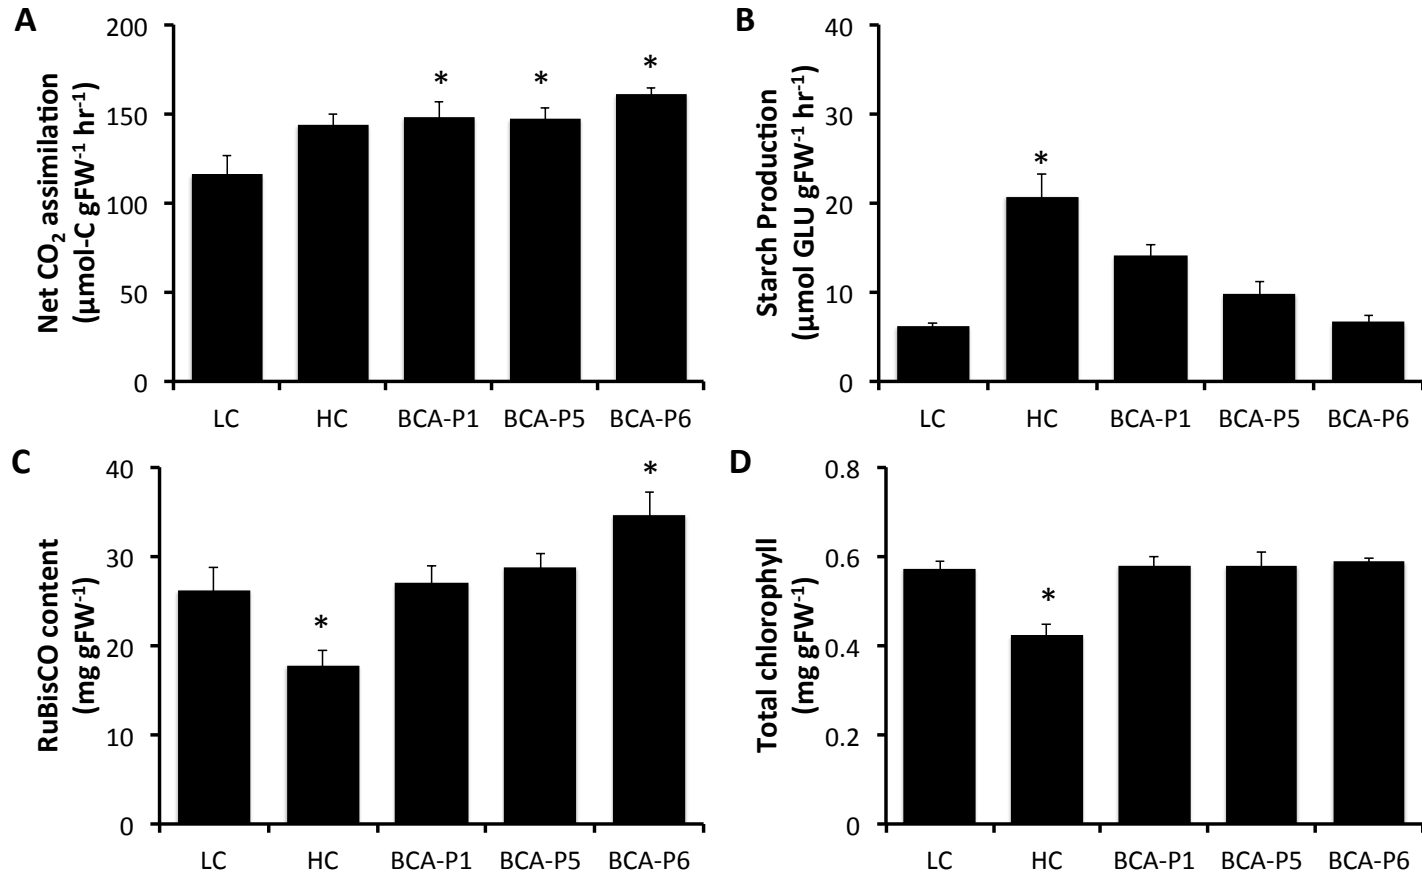 A
Net CO₂ assimilation
(μmol-C gFW⁻¹ hr⁻¹)
200
150
100
50
0
*
*
*
LC HC BCA-P1 BCA-P5 BCA-P6
B
Starch Production
(μmol GLU gFW⁻¹ hr⁻¹)
40
30
20
10
0
*
LC HC BCA-P1 BCA-P5 BCA-P6
C
RuBisCO content
(mg gFW⁻¹)
40
30
20
10
0
*
*
LC HC BCA-P1 BCA-P5 BCA-P6
D
Total chlorophyll
(mg gFW⁻¹)
0.8
0.6
0.4
0.2
0
*
LC HC BCA-P1 BCA-P5 BCA-P6